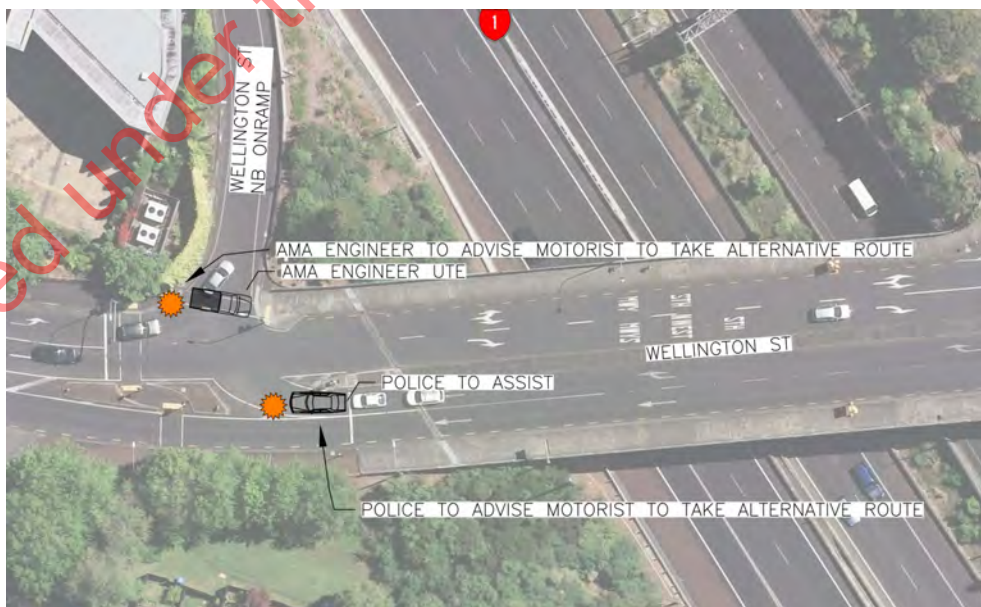 1
under
WELLINGTON ST
NB ONRAMP
AMA ENGINEER TO ADVISE MOTORIST TO TAKE ALTERNATIVE ROUTE
AMA ENGINEER UTE
WELLINGTON ST
POLICE TO ASSIST
POLICE TO ADVISE MOTORIST TO TAKE ALTERNATIVE ROUTE